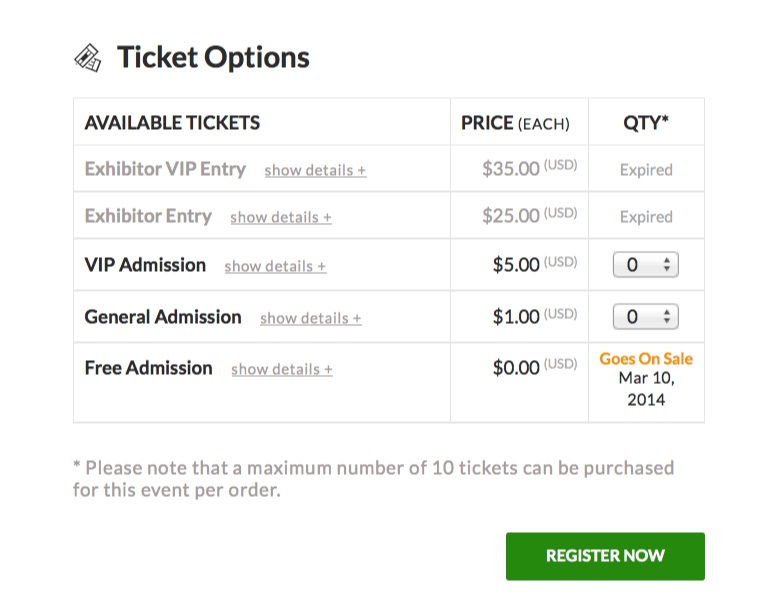 Ticket Options
AVAILABLE TICKETS PRICE (EACH) QTY*
Exhibitor VIP Entry show details + $35.00 (USD) Expired
Exhibitor Entry show details + $25.00 (USD) Expired
VIP Admission show details + $5.00 (USD) 0
General Admission show details + $1.00 (USD) 0
Free Admission show details + $0.00 (USD) Goes On Sale
Mar 10,
2014
* Please note that a maximum number of 10 tickets can be purchased
for this event per order.
REGISTER NOW